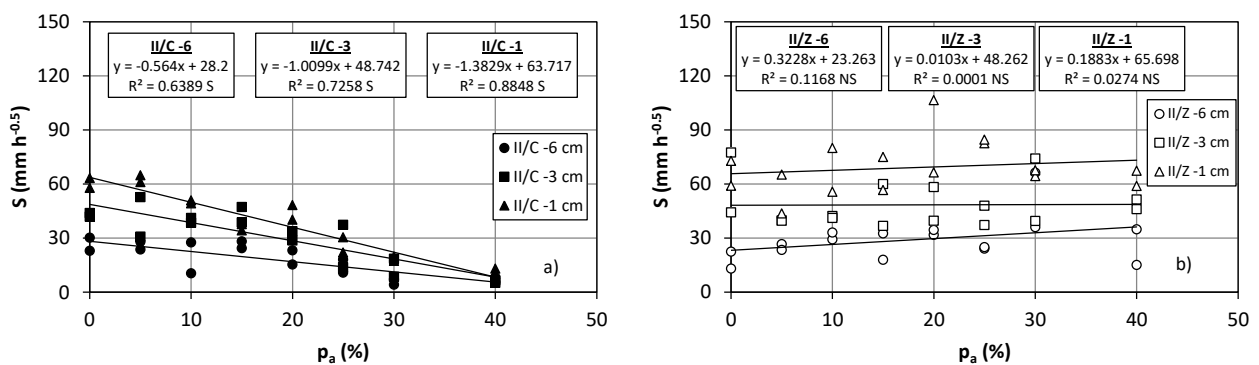 150
120
90
60
30
0
S (mm h-0.5)
II/C -6
y = -0.564x + 28.2
R² = 0.6389 S
II/C -3
y = -1.0099x + 48.742
R² = 0.7258 S
II/C -1
y = -1.3829x + 63.717
R² = 0.8848 S
II/C -6 cm
II/C -3 cm
II/C -1 cm
a)
0 10 20 30 40 50
pa (%)
150
120
90
60
30
0
S (mm h-0.5)
II/Z -6
y = 0.3228x + 23.263
R² = 0.1168 NS
II/Z -3
y = 0.0103x + 48.262
R² = 0.0001 NS
II/Z -1
y = 0.1883x + 65.698
R² = 0.0274 NS
II/Z -6 cm
II/Z -3 cm
II/Z -1 cm
b)
0 10 20 30 40 50
pa (%)